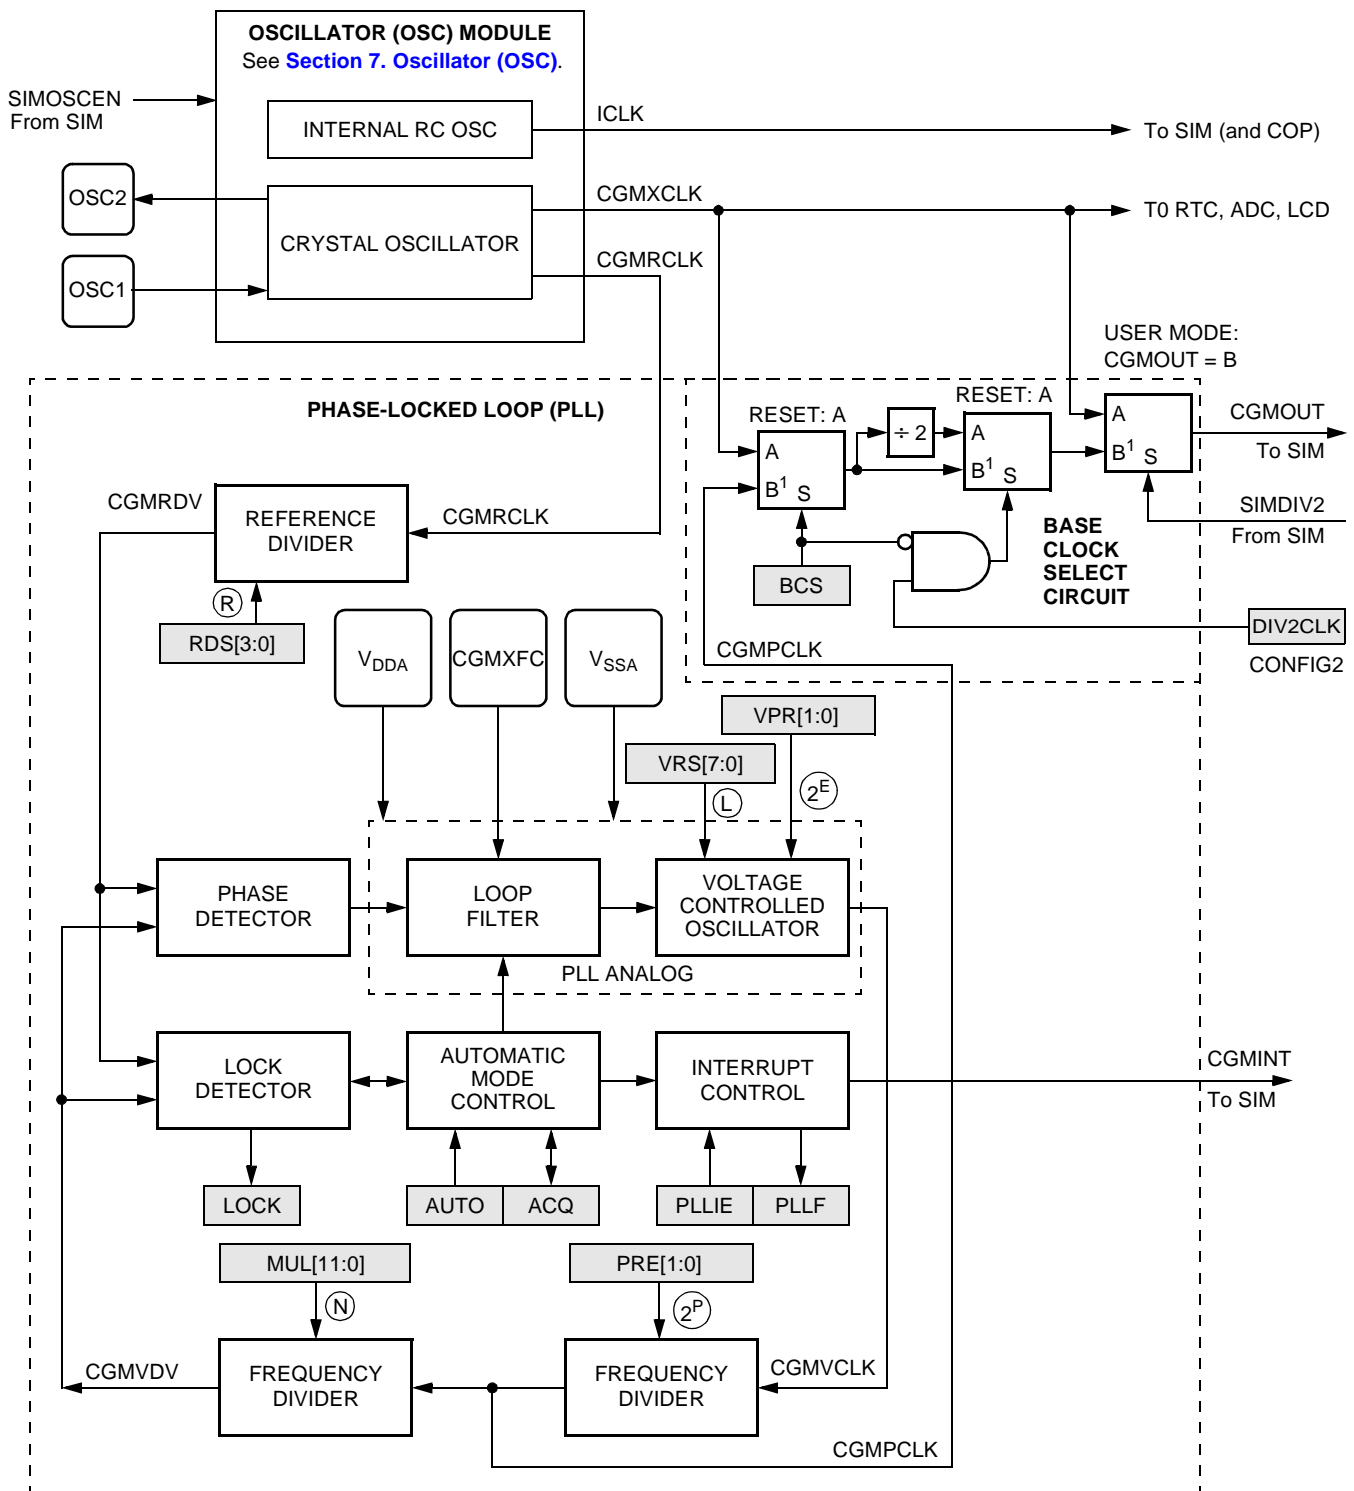 OSCILLATOR (OSC) MODULE
See Section 7. Oscillator (OSC).
SIMOSCEN
From SIM
INTERNAL RC OSC
ICLK
To SIM (and COP)
OSC2
CRYSTAL OSCILLATOR
CGMXCLK
T0 RTC, ADC, LCD
OSC1
CGMRCLK
USER MODE:
CGMOUT = B
PHASE-LOCKED LOOP (PLL)
RESET: A
RESET: A
A
B1 S
÷ 2
A
B1 S
A
B1 S
CGMOUT
To SIM
SIMDIV2
From SIM
CGMRDV
REFERENCE
DIVIDER
CGMRCLK
BASE
CLOCK
SELECT
CIRCUIT
BCS
R
RDS[3:0]
DIV2CLK
CONFIG2
VDDA
CGMXFC
VSSA
CGMPCLK
VPR[1:0]
VRS[7:0]
L
2E
PHASE
DETECTOR
LOOP
FILTER
VOLTAGE
CONTROLLED
OSCILLATOR
PLL ANALOG
LOCK
DETECTOR
AUTOMATIC
MODE
CONTROL
INTERRUPT
CONTROL
CGMINT
To SIM
LOCK
AUTO
ACQ
PLLIE
PLLF
MUL[11:0]
PRE[1:0]
N
2P
CGMVDV
FREQUENCY
DIVIDER
FREQUENCY
DIVIDER
CGMVCLK
CGMPCLK